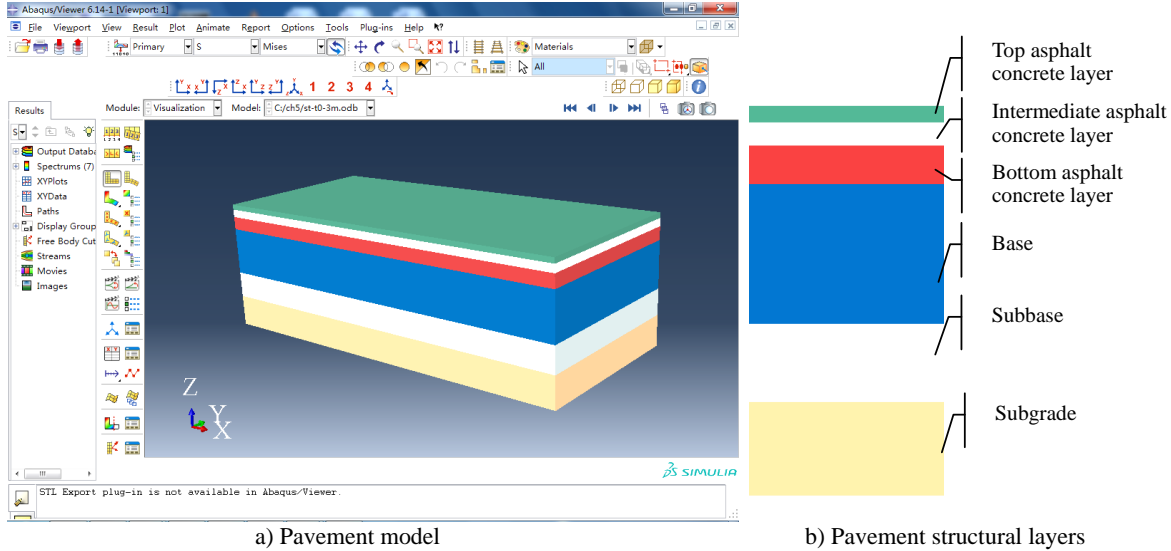 Abaqus/Viewer 6.14-1 [Viewport: 1]
File Viewport View Result Plot Animate Report Options Tools Plug-ins Help
Primary S Mises Materials
All
1 2 3 4
Results
Module: Visualization Model: C:/ch5/st-t0-3m.odb
Output Databa
Spectrums (7)
XYPlots
XYData
Paths
Display Group
Free Body Cut
Streams
Movies
Images
Z
Y
X
SIMULIA
STL Export plug-in is not available in Abaqus/Viewer.
a) Pavement model
Top asphalt
concrete layer
Intermediate asphalt
concrete layer
Bottom asphalt
concrete layer
Base
Subbase
Subgrade
b) Pavement structural layers